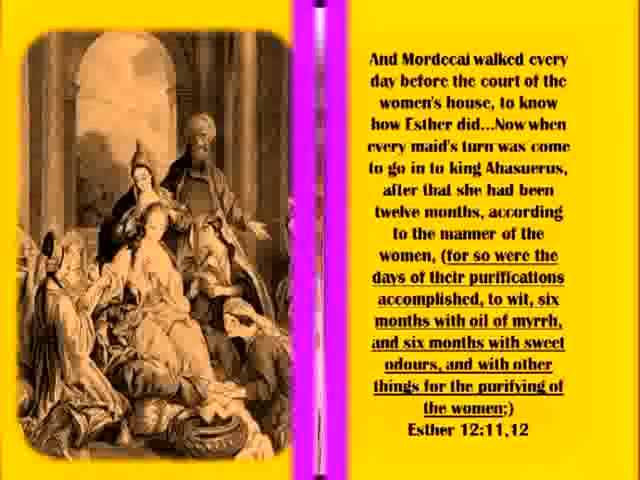 And Mordecai walked every
day before the court of the
women's house, to know
how Esther did...Now when
every maid's turn was come
to go in to king Ahasuerus,
after that she had been
twelve months, according
to the manner of the
women, (for so were the
days of their purifications
accomplished, to wit, six
months with oil of myrrh,
and six months with sweet
odours, and with other
things for the purifying of
the women;)
Esther 12:11,12